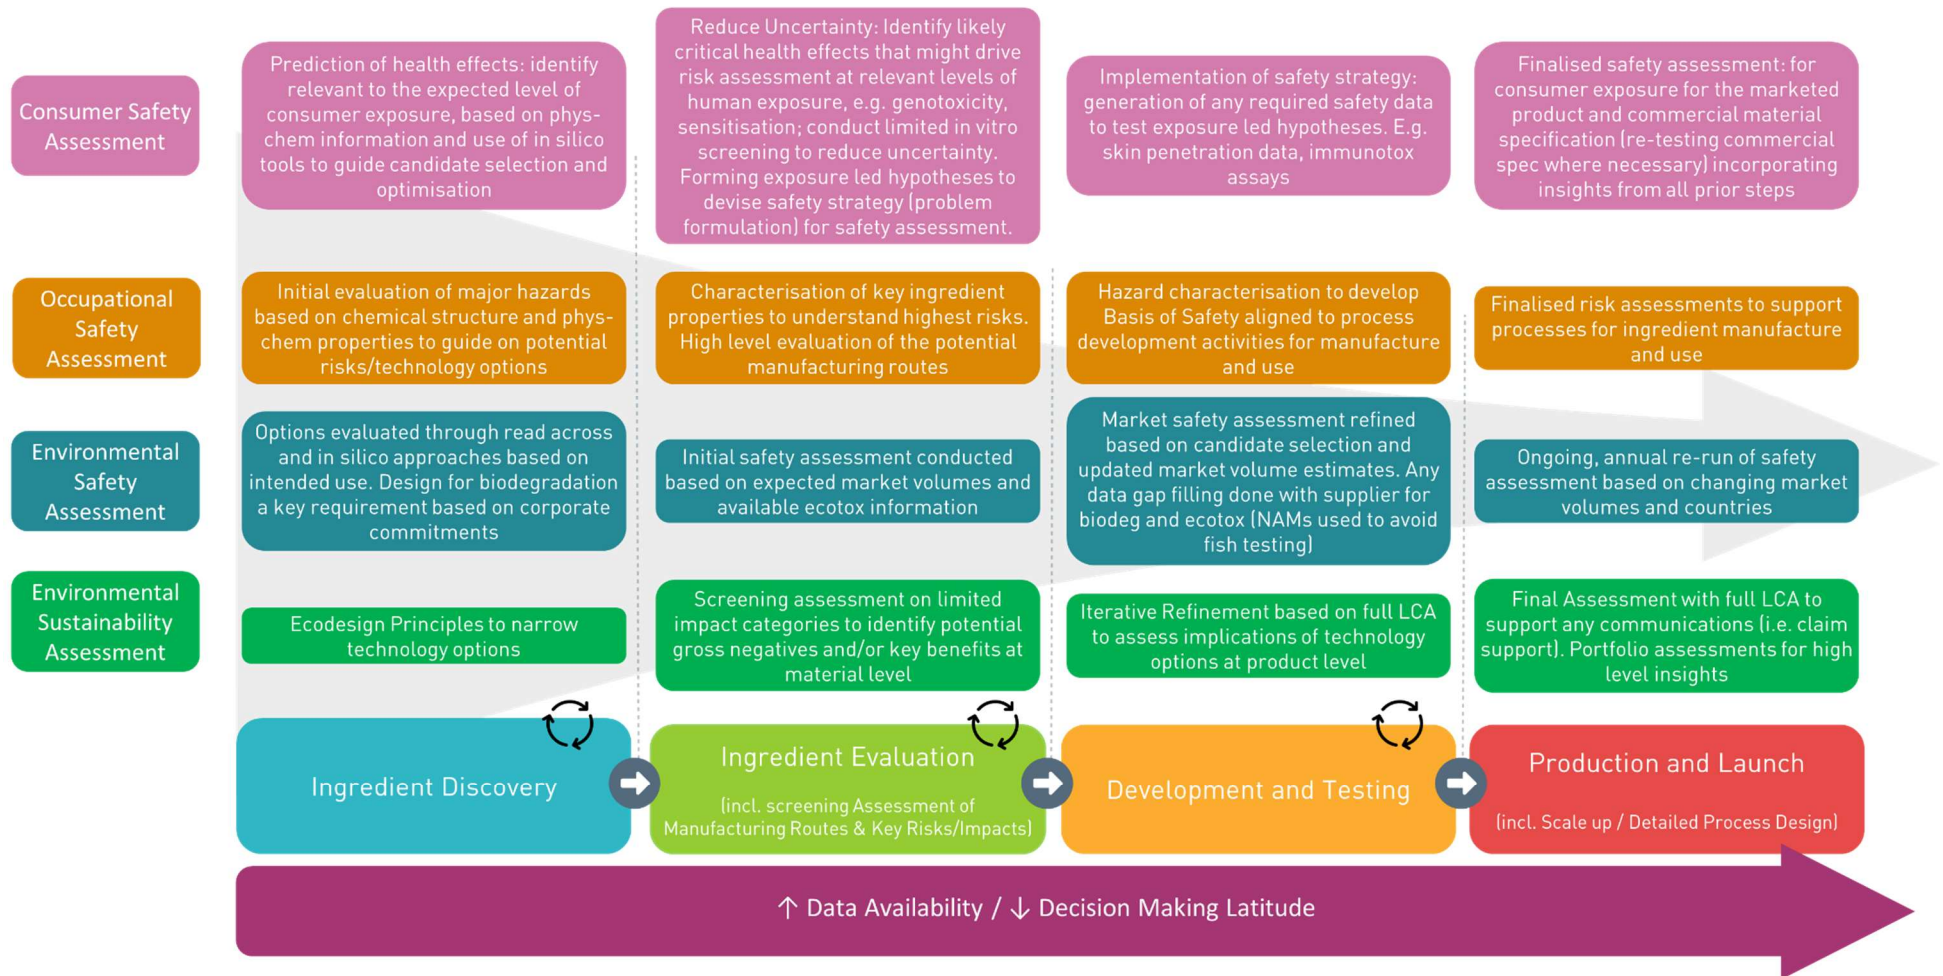 Consumer Safety
Assessment
Prediction of health effects: identify
relevant to the expected level of
consumer exposure, based on phys-
chem information and use of in silico
tools to guide candidate selection and
optimisation
Reduce Uncertainty: Identify likely
critical health effects that might drive
risk assessment at relevant levels of
human exposure, e.g. genotoxicity,
sensitisation; conduct limited in vitro
screening to reduce uncertainty.
Forming exposure led hypotheses to
devise safety strategy (problem
formulation) for safety assessment.
Implementation of safety strategy:
generation of any required safety data
to test exposure led hypotheses. E.g.
skin penetration data, immunotox
assays
Finalised safety assessment: for
consumer exposure for the marketed
product and commercial material
specification (re-testing commercial
spec where necessary) incorporating
insights from all prior steps
Occupational
Safety
Assessment
Initial evaluation of major hazards
based on chemical structure and phys-
chem properties to guide on potential
risks/technology options
Characterisation of key ingredient
properties to understand highest risks.
High level evaluation of the potential
manufacturing routes
Hazard characterisation to develop
Basis of Safety aligned to process
development activities for manufacture
and use
Finalised risk assessments to support
processes for ingredient manufacture
and use
Environmental
Safety
Assessment
Options evaluated through read across
and in silico approaches based on
intended use. Design for biodegradation
a key requirement based on corporate
commitments
Initial safety assessment conducted
based on expected market volumes and
available ecotox information
Market safety assessment refined
based on candidate selection and
updated market volume estimates. Any
data gap filling done with supplier for
biodeg and ecotox (NAMs used to avoid
fish testing)
Ongoing, annual re-run of safety
assessment based on changing market
volumes and countries
Environmental
Sustainability
Assessment
Ecodesign Principles to narrow
technology options
Screening assessment on limited
impact categories to identify potential
gross negatives and/or key benefits at
material level
Iterative Refinement based on full LCA
to assess implications of technology
options at product level
Final Assessment with full LCA to
support any communications (i.e. claim
support). Portfolio assessments for high
level insights
Ingredient Discovery
Ingredient Evaluation
(incl. screening Assessment of
Manufacturing Routes & Key Risks/Impacts)
Development and Testing
Production and Launch
(incl. Scale up / Detailed Process Design)
↑ Data Availability / ↓ Decision Making Latitude